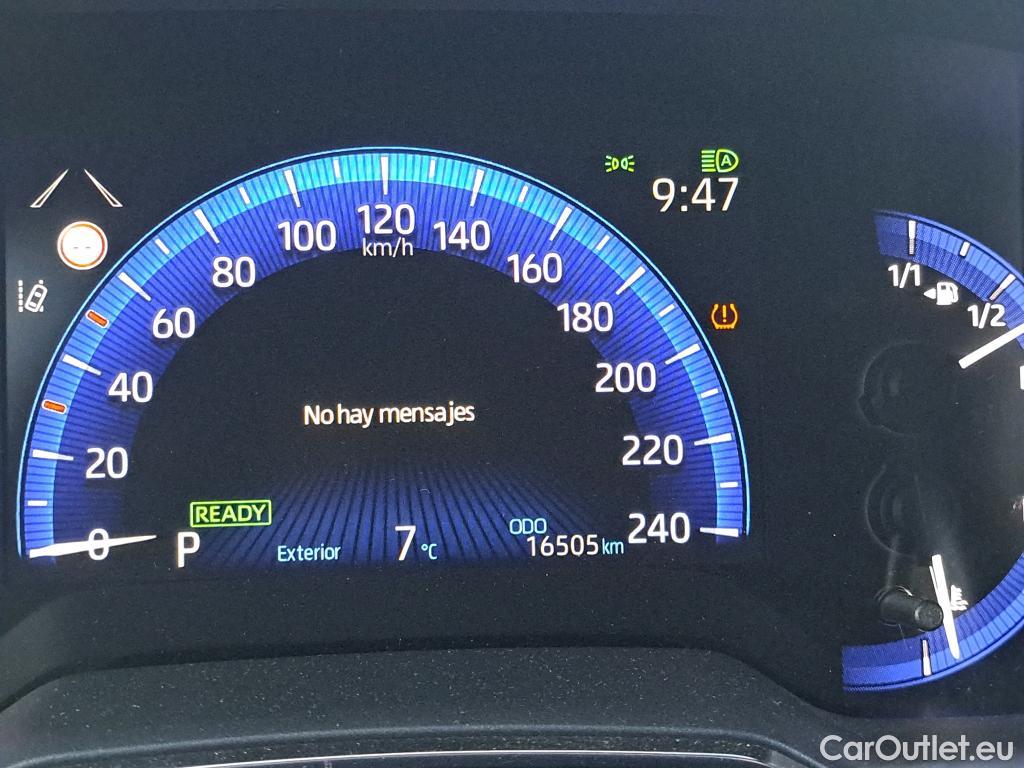 A
9:47
120
km/h
100
140
80
160
60
180
40
200
20
220
0
240
1/1
1/2
No hay mensajes
READY
P
Exterior 7 °C
ODO
16505 km
CarOutlet.eu